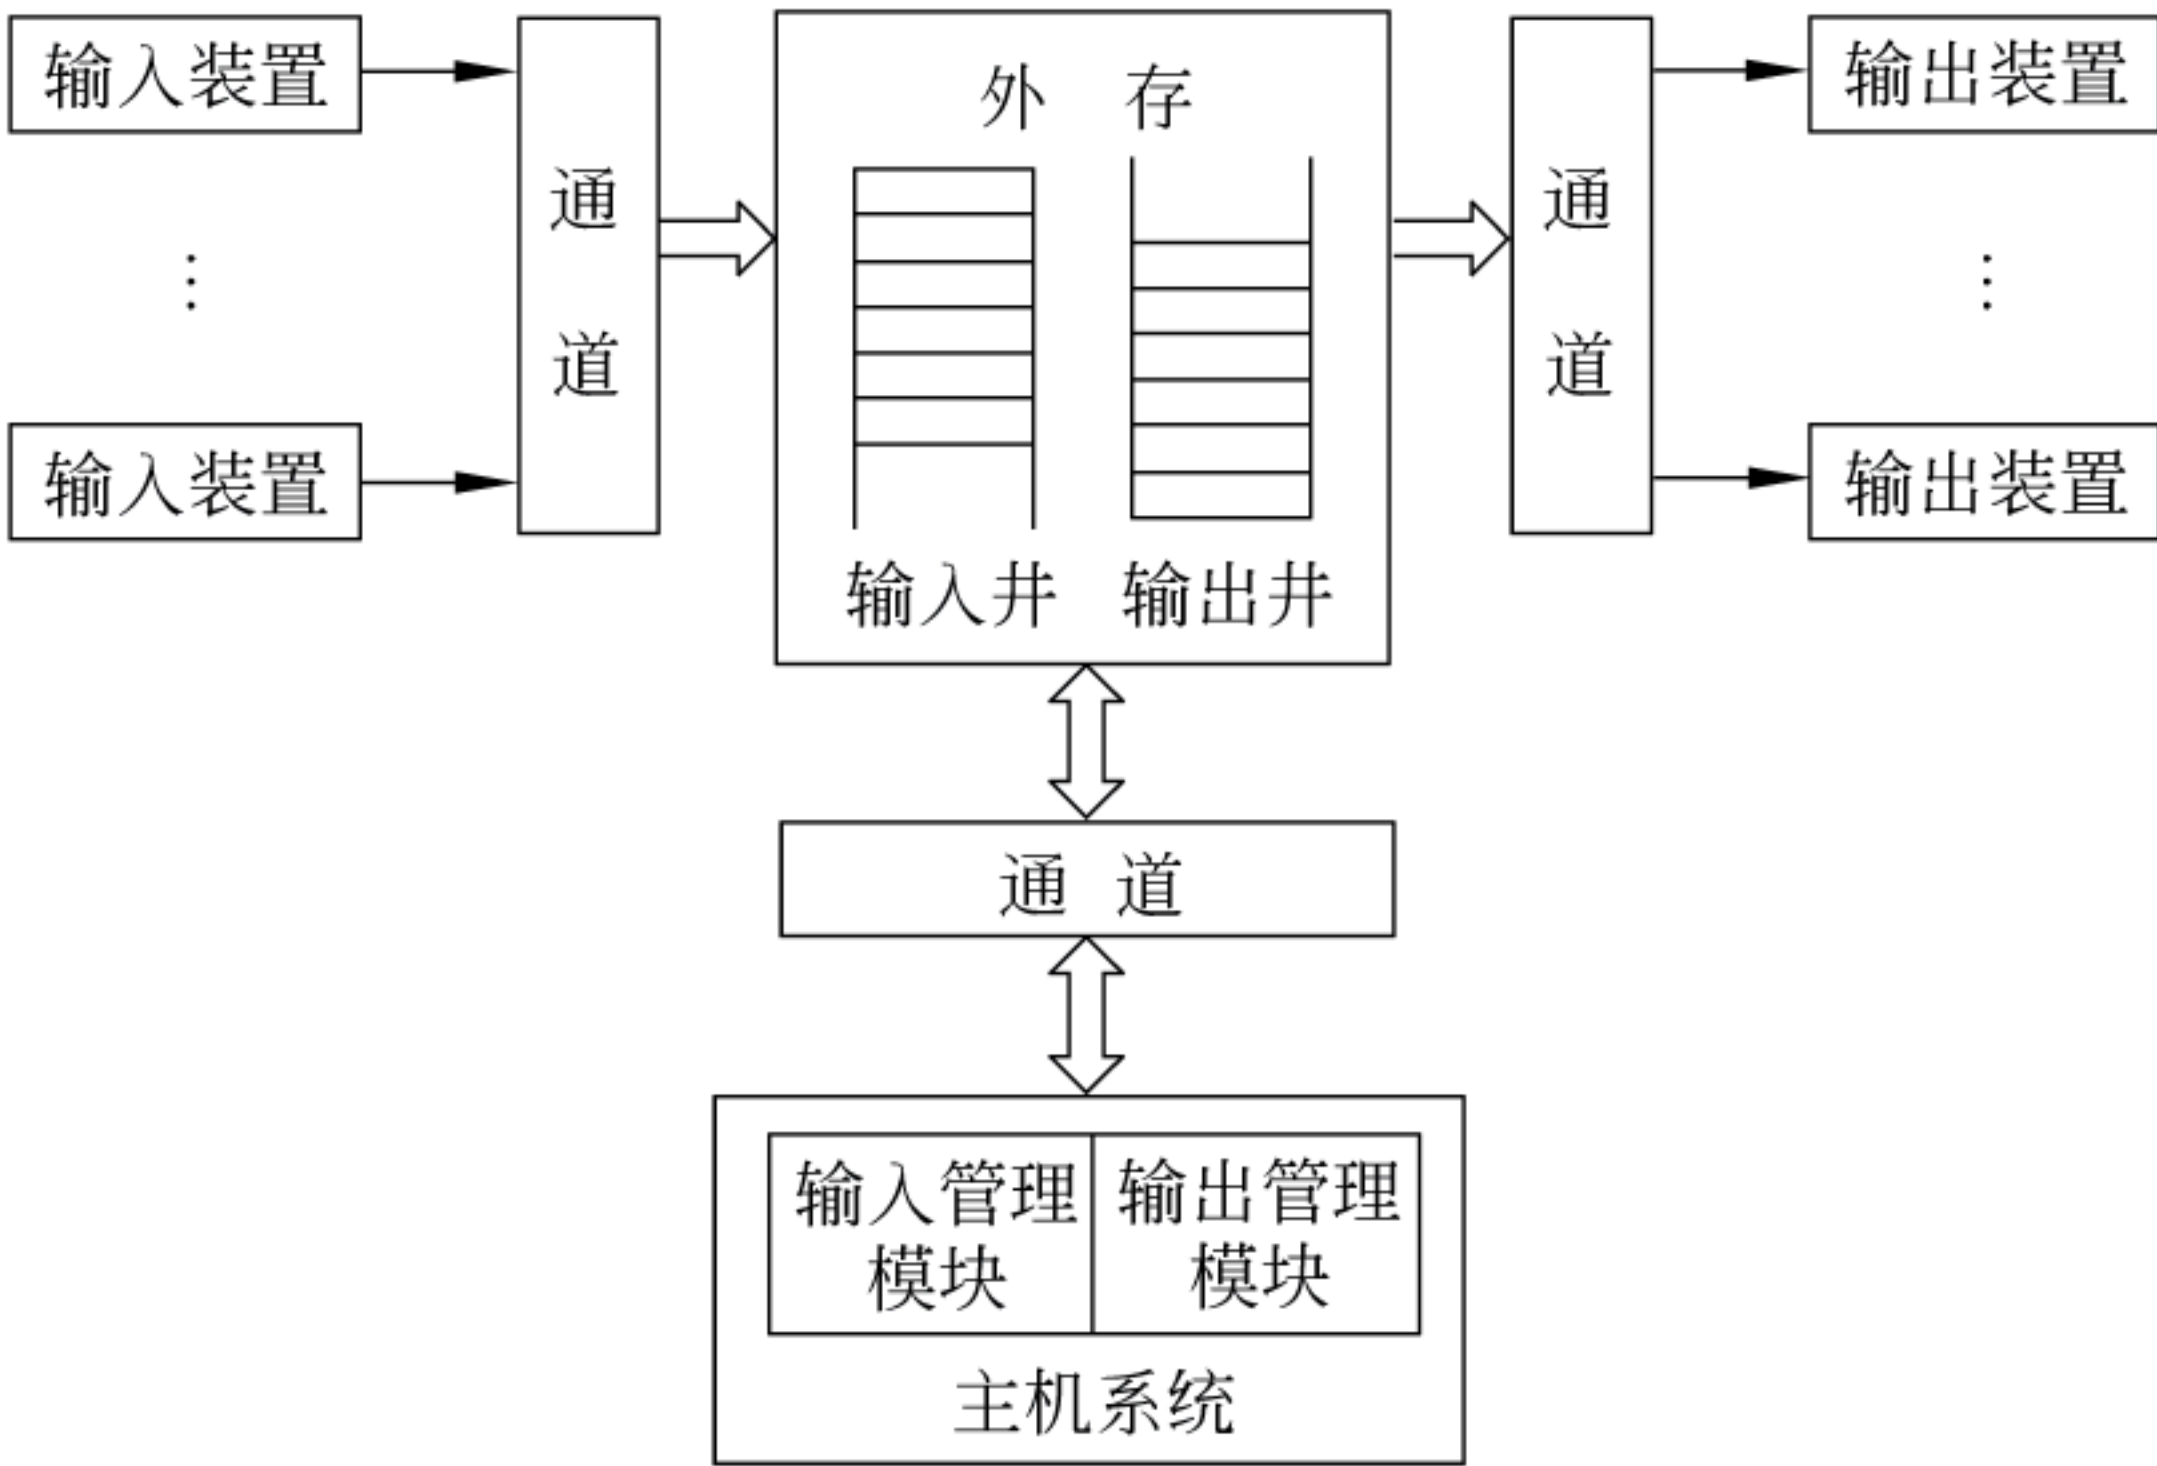 输入装置
⋮
输入装置
通
道
外 存
输入井 输出井
通
道
输出装置
⋮
输出装置
通 道
输入管理
模块
输出管理
模块
主机系统